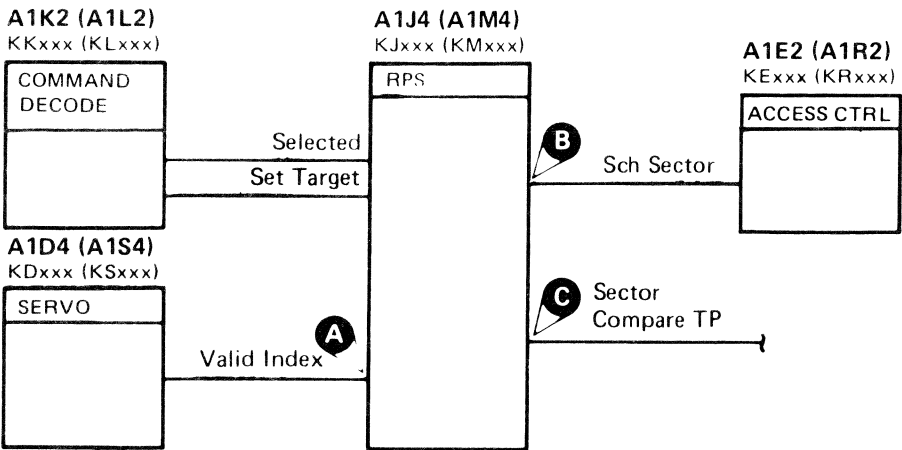 A1K2 (A1L2)
KKxxx (KLxxx)
COMMAND
DECODE
A1J4 (A1M4)
KJxxx (KMxxx)
RPS
A1E2 (A1R2)
KExxx (KRxxx)
ACCESS CTRL
Selected
Set Target
B
Sch Sector
A1D4 (A1S4)
KDxxx (KSxxx)
SERVO
A
Valid Index
C
Sector
Compare TP